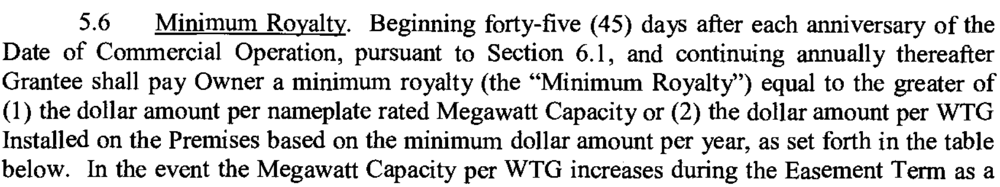 5.6 Minimum Royalty. Beginning forty-five (45) days after each anniversary of the
Date of Commercial Operation, pursuant to Section 6.1, and continuing annually thereafter
Grantee shall pay Owner a minimum royalty (the “Minimum Royalty”) equal to the greater of
(1) the dollar amount per nameplate rated Megawatt Capacity or (2) the dollar amount per WTG
Installed on the Premises based on the minimum dollar amount per year, as set forth in the table
below. In the event the Megawatt Capacity per WTG increases during the Easement Term as a